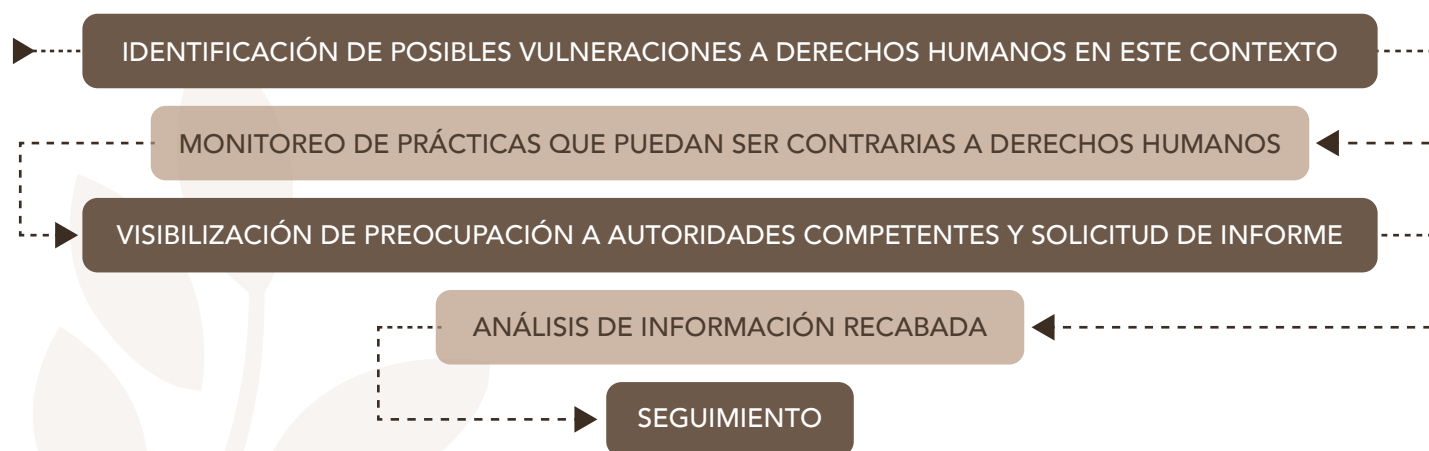 IDENTIFICACIÓN DE POSIBLES VULNERACIONES A DERECHOS HUMANOS EN ESTE CONTEXTO
MONITOREO DE PRÁCTICAS QUE PUEDAN SER CONTRARIAS A DERECHOS HUMANOS
VISIBILIZACIÓN DE PREOCUPACIÓN A AUTORIDADES COMPETENTES Y SOLICITUD DE INFORME
ANÁLISIS DE INFORMACIÓN RECABADA
SEGUIMIENTO